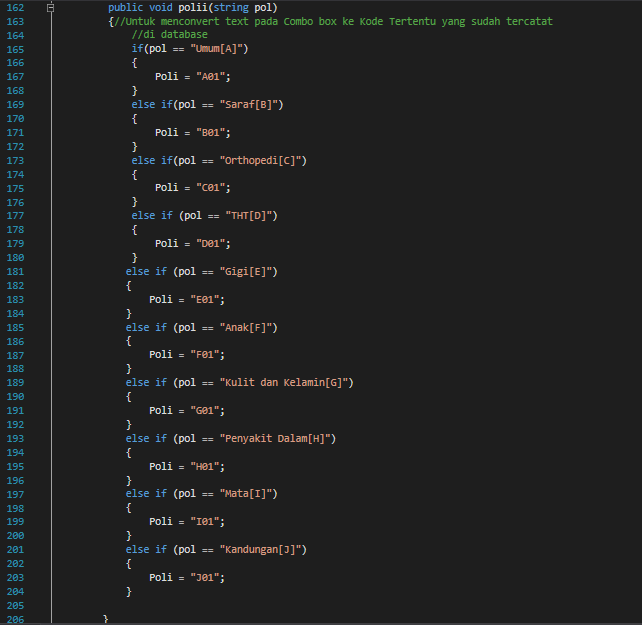 162 public void polii(string pol)
163 {//Untuk menconvert text pada Combo box ke Kode Tertentu yang sudah tercatat
164 //di database
165 if(pol == "Umum[A]")
166 {
167 Poli = "A01";
168 }
169 else if(pol == "Saraf[B]")
170 {
171 Poli = "B01";
172 }
173 else if(pol == "Orthopedi[C]")
174 {
175 Poli = "C01";
176 }
177 else if (pol == "THT[D]")
178 {
179 Poli = "D01";
180 }
181 else if (pol == "Gigi[E]")
182 {
183 Poli = "E01";
184 }
185 else if (pol == "Anak[F]")
186 {
187 Poli = "F01";
188 }
189 else if (pol == "Kulit dan Kelamin[G]")
190 {
191 Poli = "G01";
192 }
193 else if (pol == "Penyakit Dalam[H]")
194 {
195 Poli = "H01";
196 }
197 else if (pol == "Mata[I]")
198 {
199 Poli = "I01";
200 }
201 else if (pol == "Kandungan[J]")
202 {
203 Poli = "J01";
204 }
205
206 }